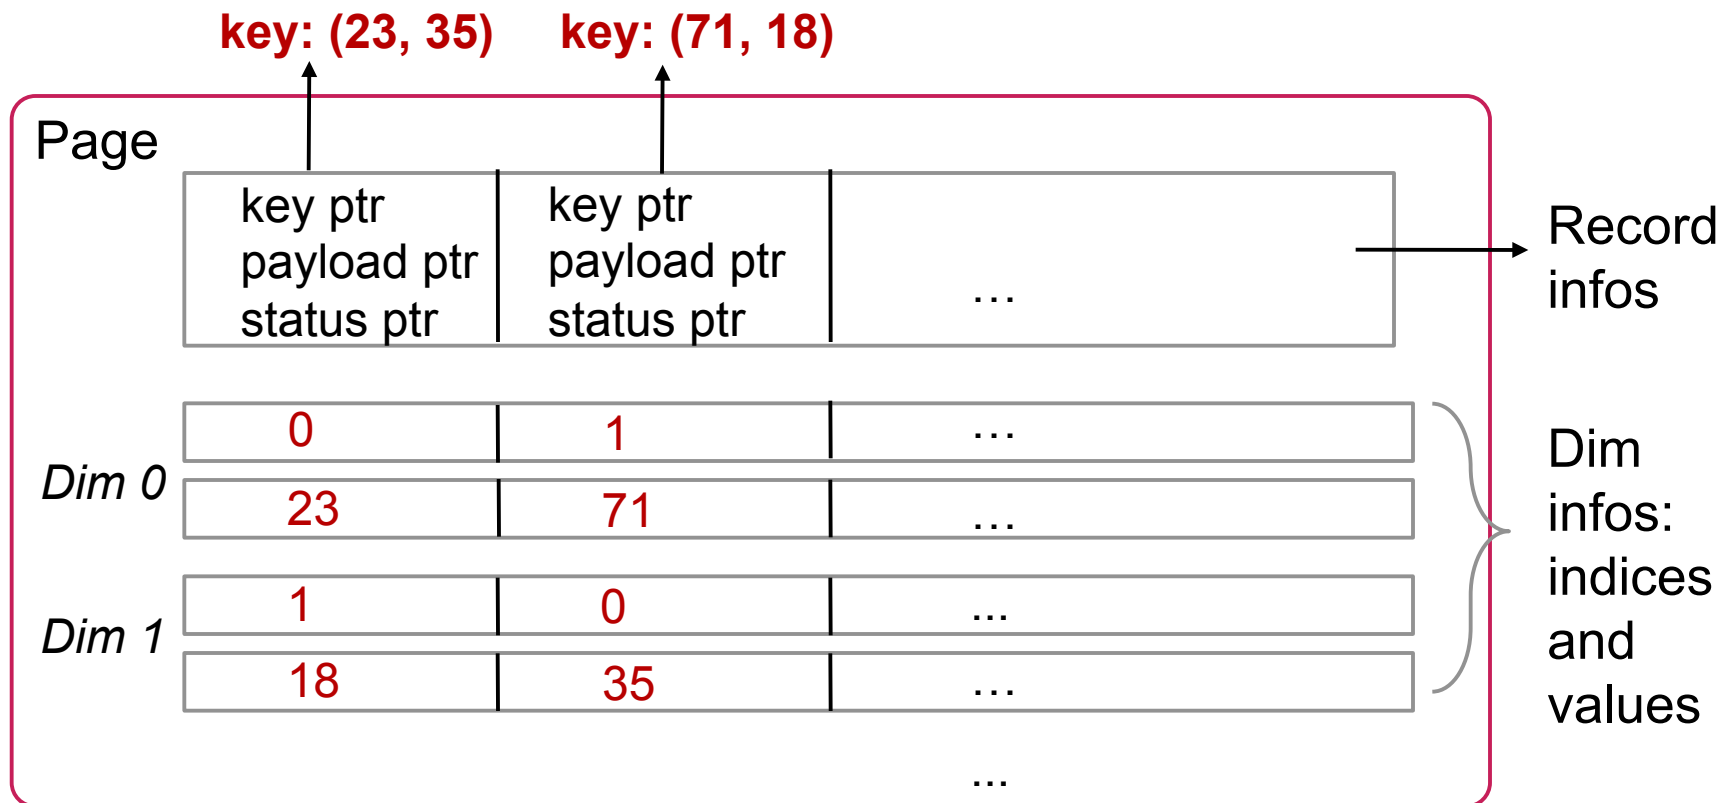 key: (23, 35) key: (71, 18)
Page
key ptr key ptr
payload ptr payload ptr
status ptr status ptr ...
Record
infos
Dim 0
0 1 ...
23 71 ...
Dim 1
1 0 ...
18 35 ...
...
Dim
infos:
indices
and
values